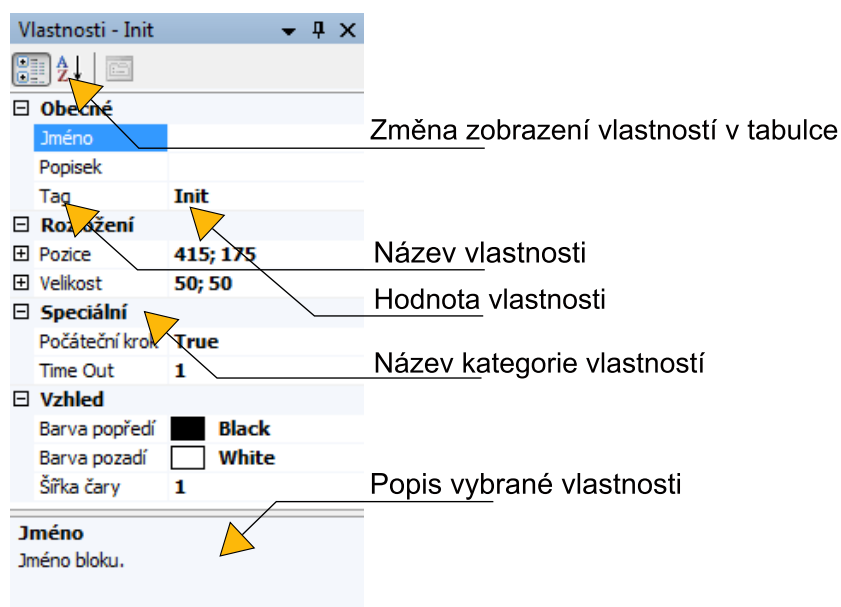 Vlastnosti - Init
Obecné
Jméno
Změna zobrazení vlastností v tabulce
Popisek
Tag Init
Rozložení
Pozice 415; 175
Název vlastnosti
Velikost 50; 50
Hodnota vlastnosti
Speciální
Počáteční krok True
Název kategorie vlastností
Time Out 1
Vzhled
Barva popředí Black
Barva pozadí White
Šířka čary 1
Popis vybrané vlastnosti
Jméno
Jméno bloku.